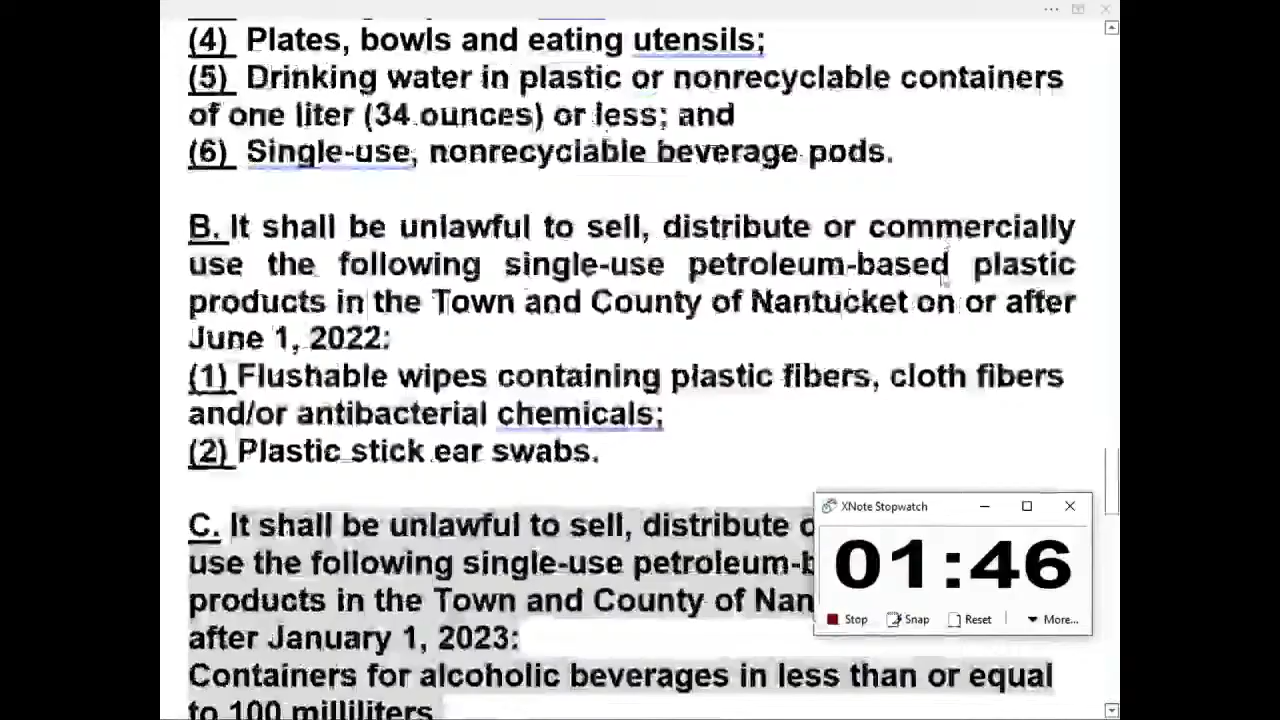 (4) Plates, bowls and eating utensils;
(5) Drinking water in plastic or nonrecyclable containers
of one liter (34 ounces) or less; and
(6) Single-use, nonrecyclable beverage pods.
B. It shall be unlawful to sell, distribute or commercially
use the following single-use petroleum-based plastic
products in the Town and County of Nantucket on or after
June 1, 2022:
(1) Flushable wipes containing plastic fibers, cloth fibers
and/or antibacterial chemicals;
(2) Plastic stick ear swabs.
C. It shall be unlawful to sell, distribute
use the following single-use petroleum-b
products in the Town and County of Nan
after January 1, 2023:
Containers for alcoholic beverages in less than or equal
to 100 milliliters
XNote Stopwatch
01:46
Stop Snap Reset More...